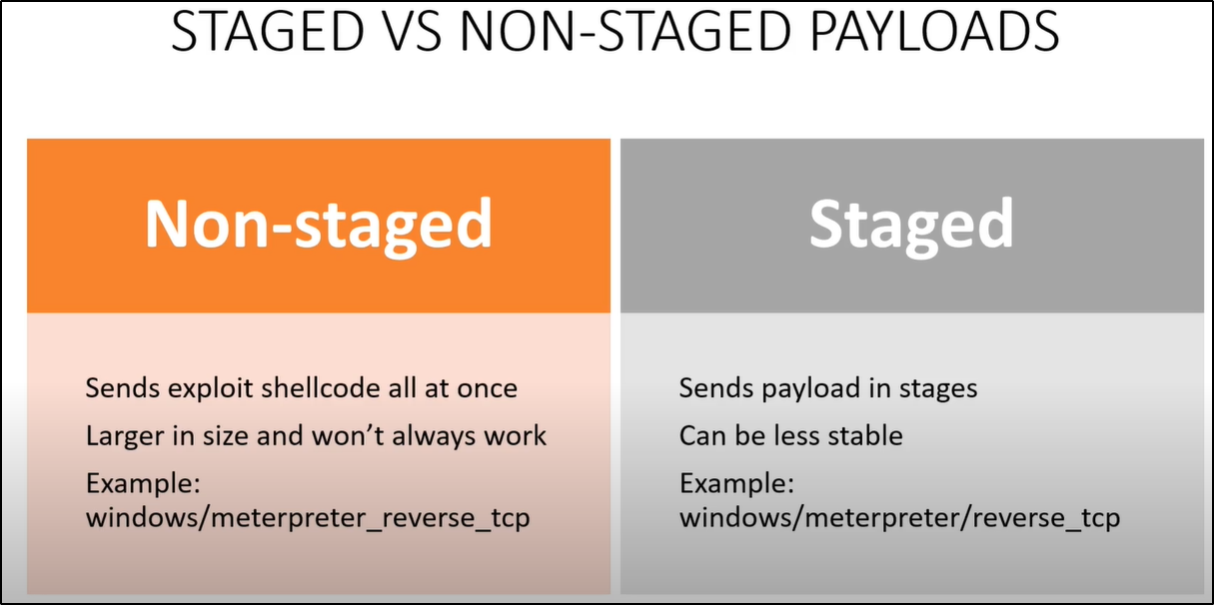 STAGED VS NON-STAGED PAYLOADS
Non-staged
Sends exploit shellcode all at once
Larger in size and won’t always work
Example:
windows/meterpreter_reverse_tcp
Staged
Sends payload in stages
Can be less stable
Example:
windows/meterpreter/reverse_tcp